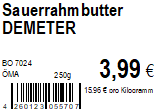 Sauerrahmbutter
DEMETER
BO 7024
ÖMA 250g
3,99 €
15.96 € pro Kilogramm
4 260123 055707